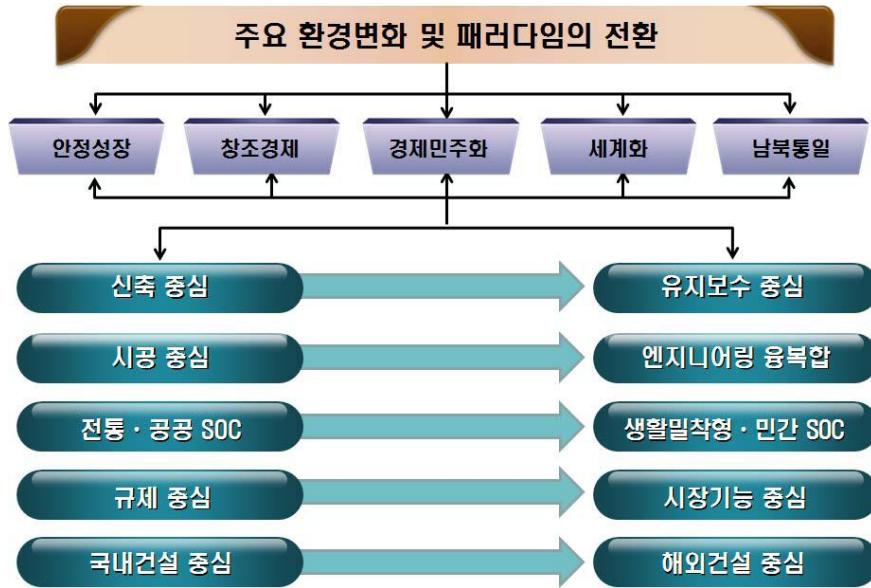 주요 환경변화 및 패러다임의 전환
안정성장 창조경제 경제민주화 세계화 남북통일
신축 중심 유지보수 중심
시공 중심 엔지니어링 융복합
전통·공공 SOC 생활밀착형·민간 SOC
규제 중심 시장기능 중심
국내건설 중심 해외건설 중심